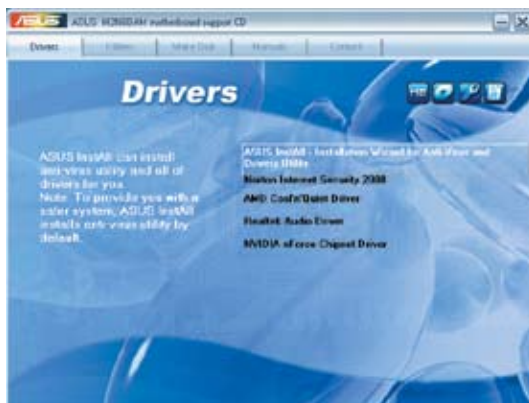 ASUS motherboard support CD
Drivers Utilities Make Disk Manuals Contact
Drivers
ASUS InstAll can install
anti-virus utility and all of
drivers for you.
Note: To provide you with a
safer system, ASUS InstAll
installs anti-virus utility by
default.
ASUS InstAll - Installation Wizard for Anti-Virus and
Drivers Utility
Norton Internet Security 2008
AMD Cool'n'Quiet Driver
Realtek Audio Driver
NVIDIA nForce Chipset Driver